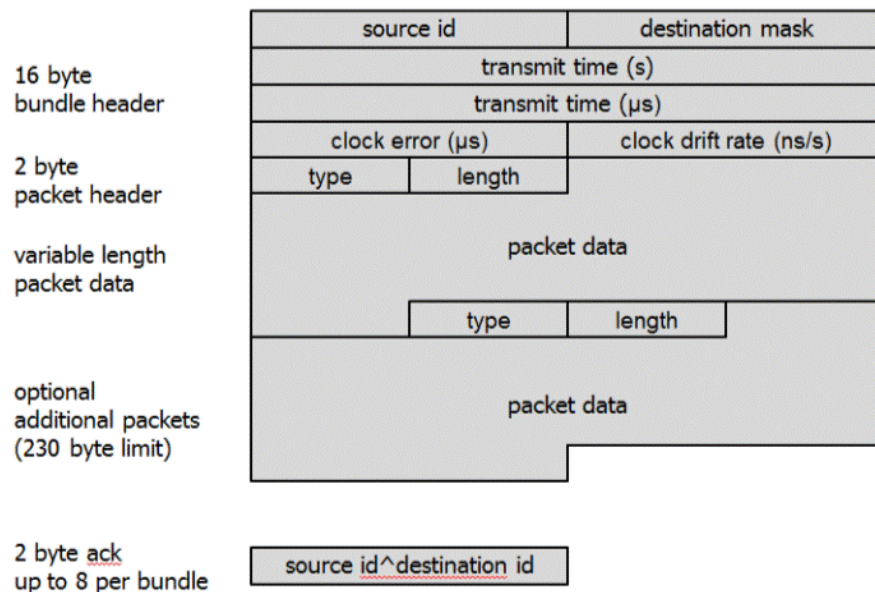 source id destination mask
16 byte
bundle header
transmit time (s)
transmit time (μs)
clock error (μs) clock drift rate (ns/s)
2 byte
packet header
type length
variable length
packet data
packet data
type length
optional
additional packets
(230 byte limit)
packet data
2 byte ack
up to 8 per bundle
source id^destination id